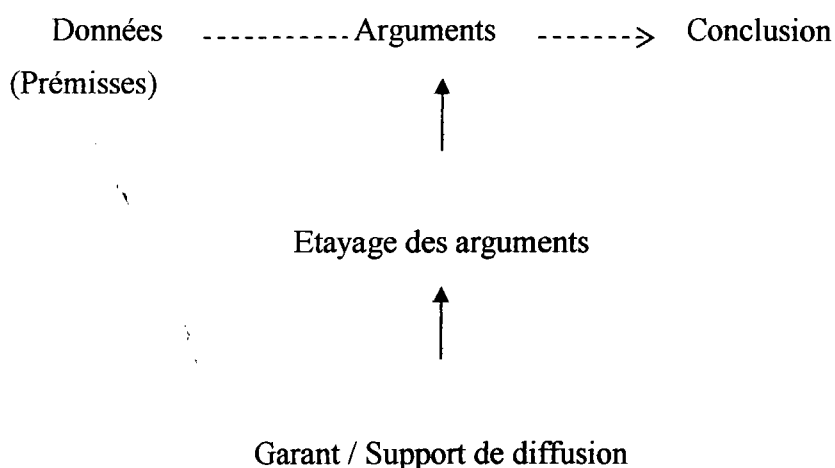 Données ----------- Arguments -------> Conclusion
(Prémisses)
Etayage des arguments
Garant / Support de diffusion